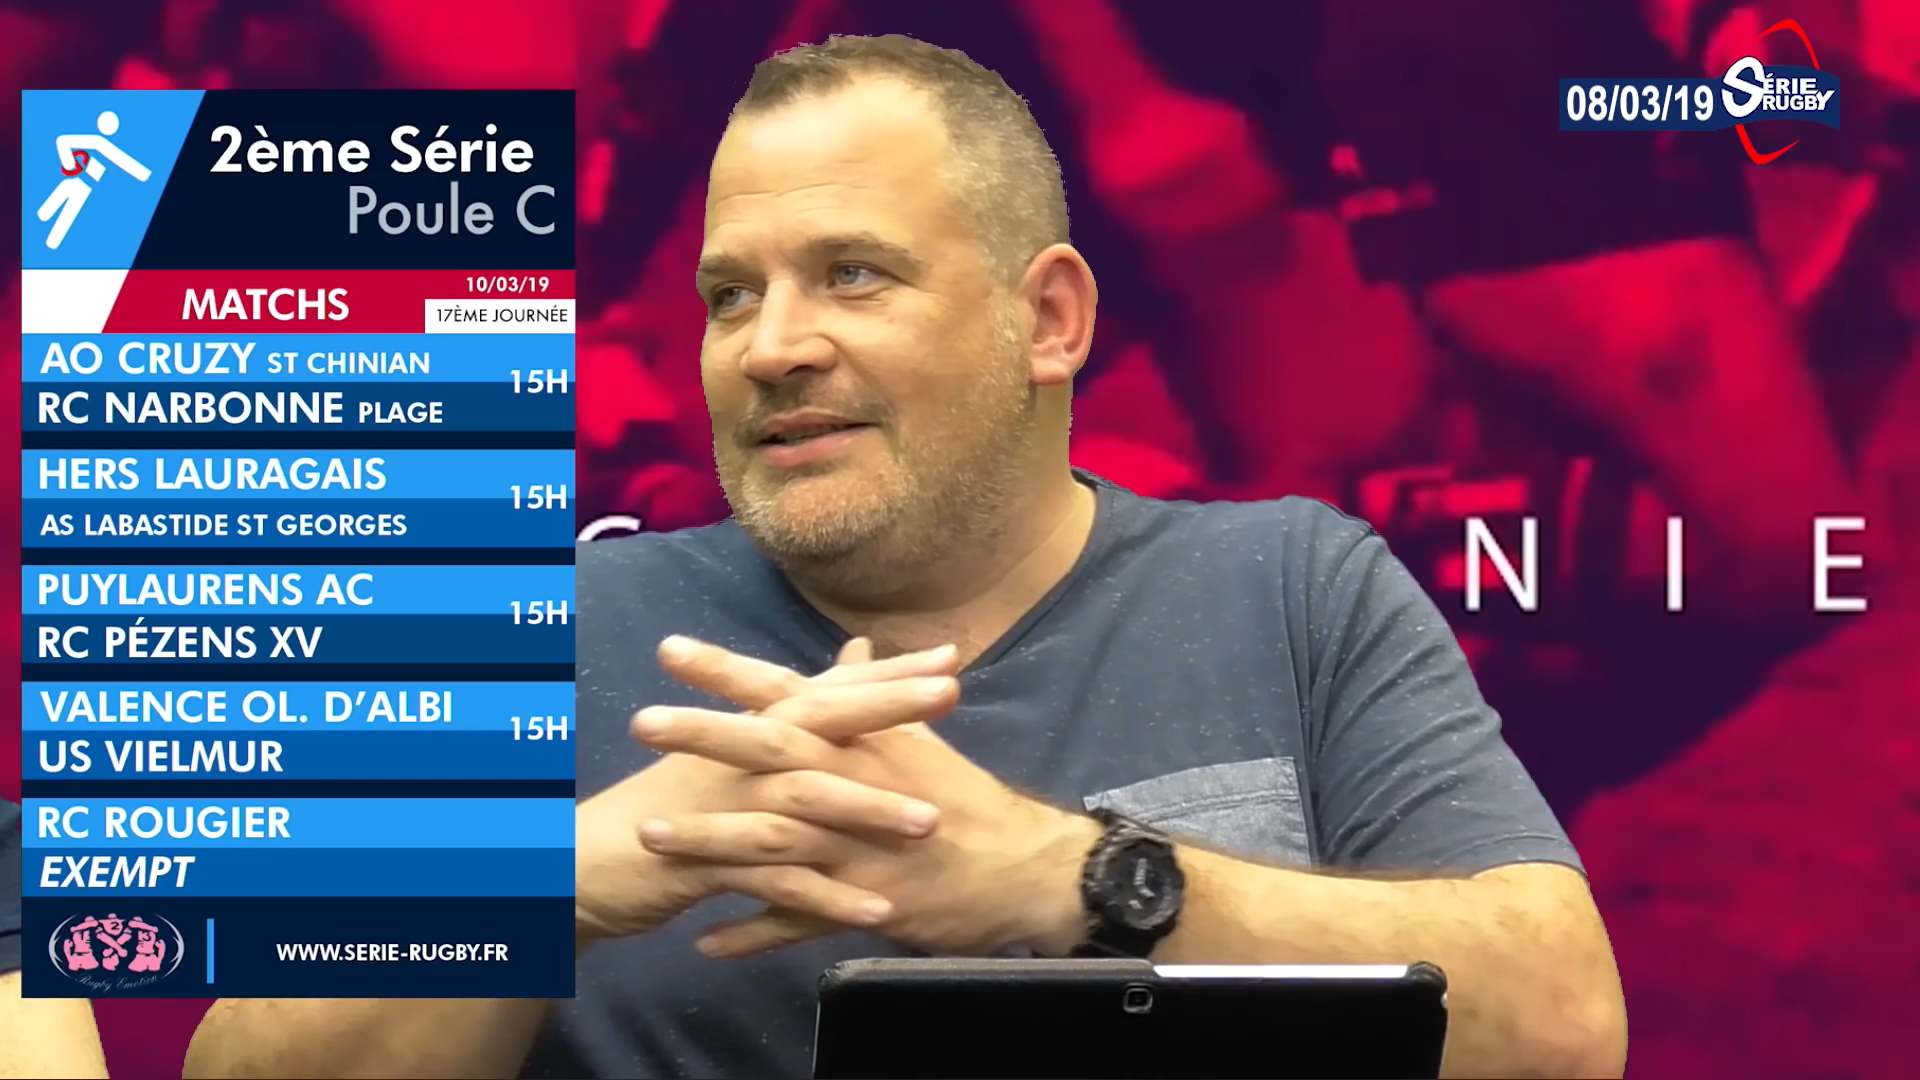 2ème Série
Poule C
MATCHS
10/03/19
17ÈME JOURNÉE
AO CRUZY ST CHINIAN
15H
RC NARBONNE PLAGE
HERS LAURAGAIS
15H
AS LABASTIDE ST GEORGES
PUYLAURENS AC
15H
RC PÉZENS XV
VALENCE OL. D'ALBI
15H
US VIELMUR
RC ROUGIER
EXEMPT
Rugby Emotion
WWW.SERIE-RUGBY.FR
08/03/19
SÉRIE
RUGBY
N I E